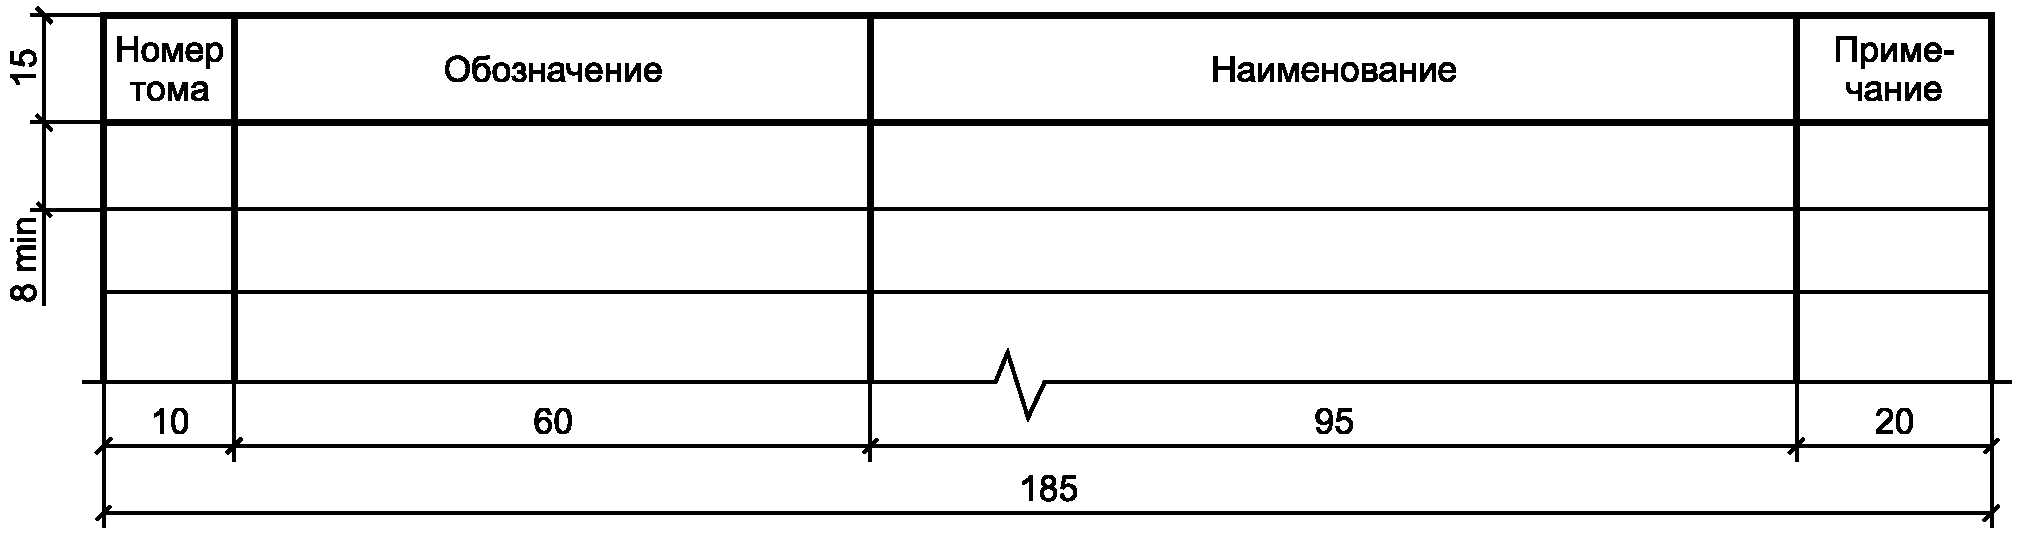 15
Номер
тома
Обозначение
Наименование
Приме-
чание
8 min
10
60
95
20
185